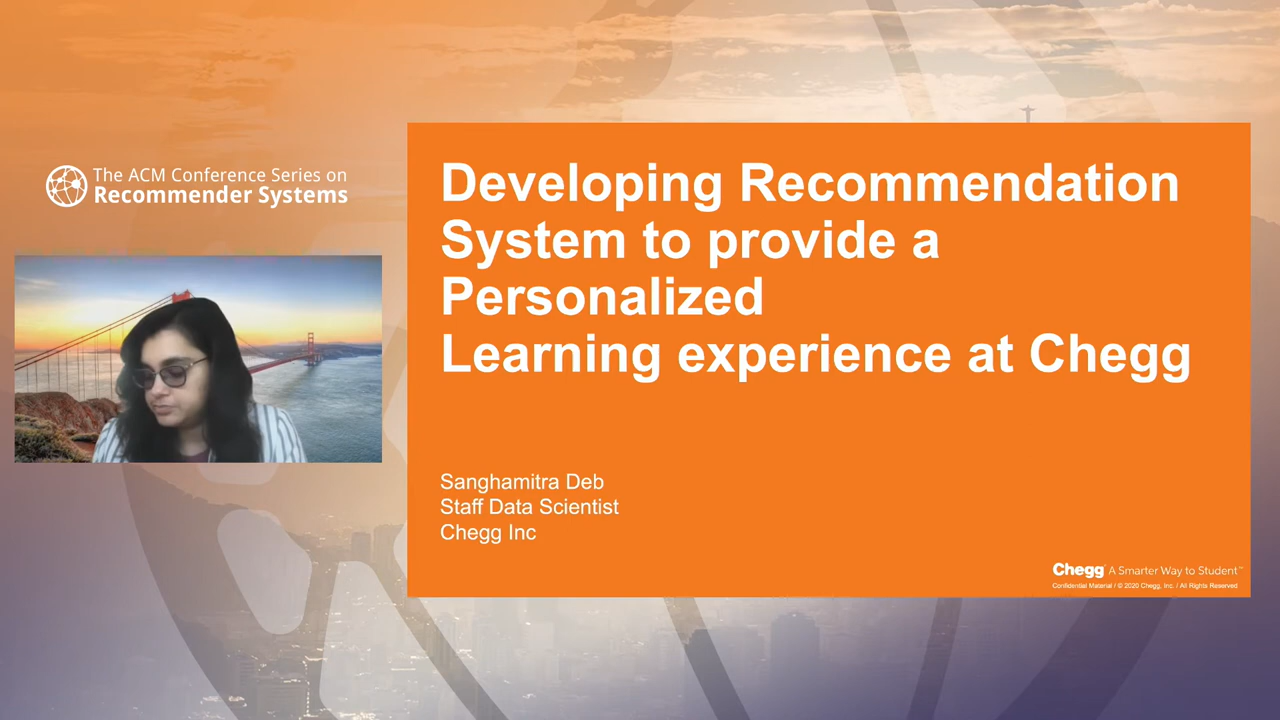 The ACM Conference Series on
Recommender Systems
Developing Recommendation
System to provide a
Personalized
Learning experience at Chegg
Sanghamitra Deb
Staff Data Scientist
Chegg Inc
Chegg® A Smarter Way to Student™
Confidential Material / © 2020 Chegg, Inc. / All Rights Reserved